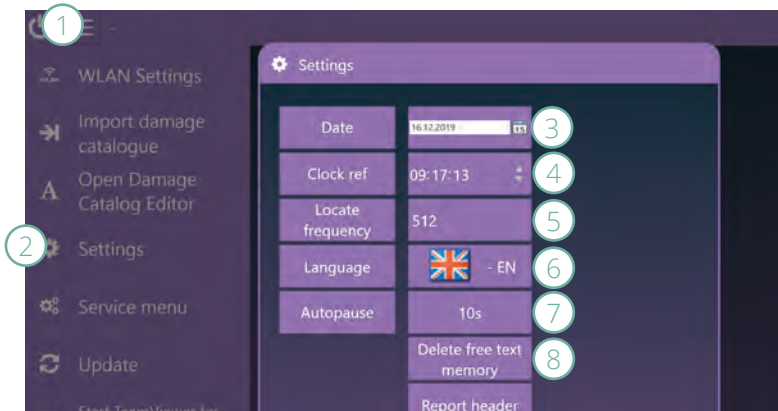 1
-
WLAN Settings
Import damage
catalogue
Open Damage
Catalog Editor
2
Settings
Service menu
Update
Settings
Date
16.12.2019
15
3
Clock ref
09:17:13
4
Locate
frequency
512
5
Language
- EN
6
Autopause
10s
7
Delete free text
memory
8
Report header